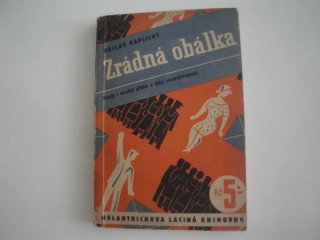 VÁCLAV KAPLICKÝ
Zrádná obálka
Kč 5·-
MELANTRICHOVA LACINÁ KNIHOVNA